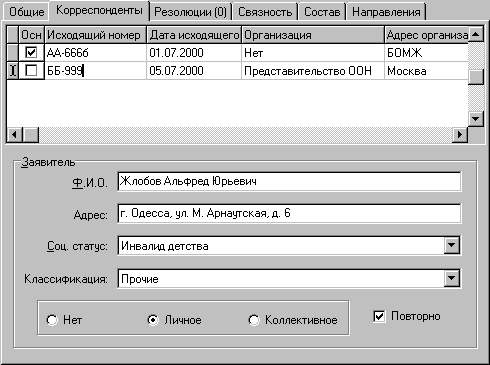 Общие Корреспонденты Резолюции (0) Связность Состав Направления
Осн Исходящий номер Дата исходящего Организация Адрес организа
АА-666б 01.07.2000 Нет БОМЖ
ББ-999 05.07.2000 Представительство ООН Москва
Заявитель
Ф.И.О. Жлобов Альфред Юрьевич
Адрес: г. Одесса, ул. М. Арнаутская, д. 6
Соц. статус: Инвалид детства
Классификация: Прочие
Нет Личное Коллективное Повторно